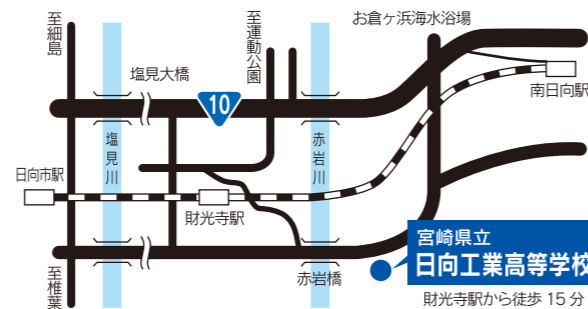 至細島
塩見大橋
至運動公園
お倉ヶ浜海水浴場
10
南日向駅
塩見川
赤岩川
日向市駅
財光寺駅
至椎葉
赤岩橋
宮崎県立
日向工業高等学校
財光寺駅から徒歩 15 分